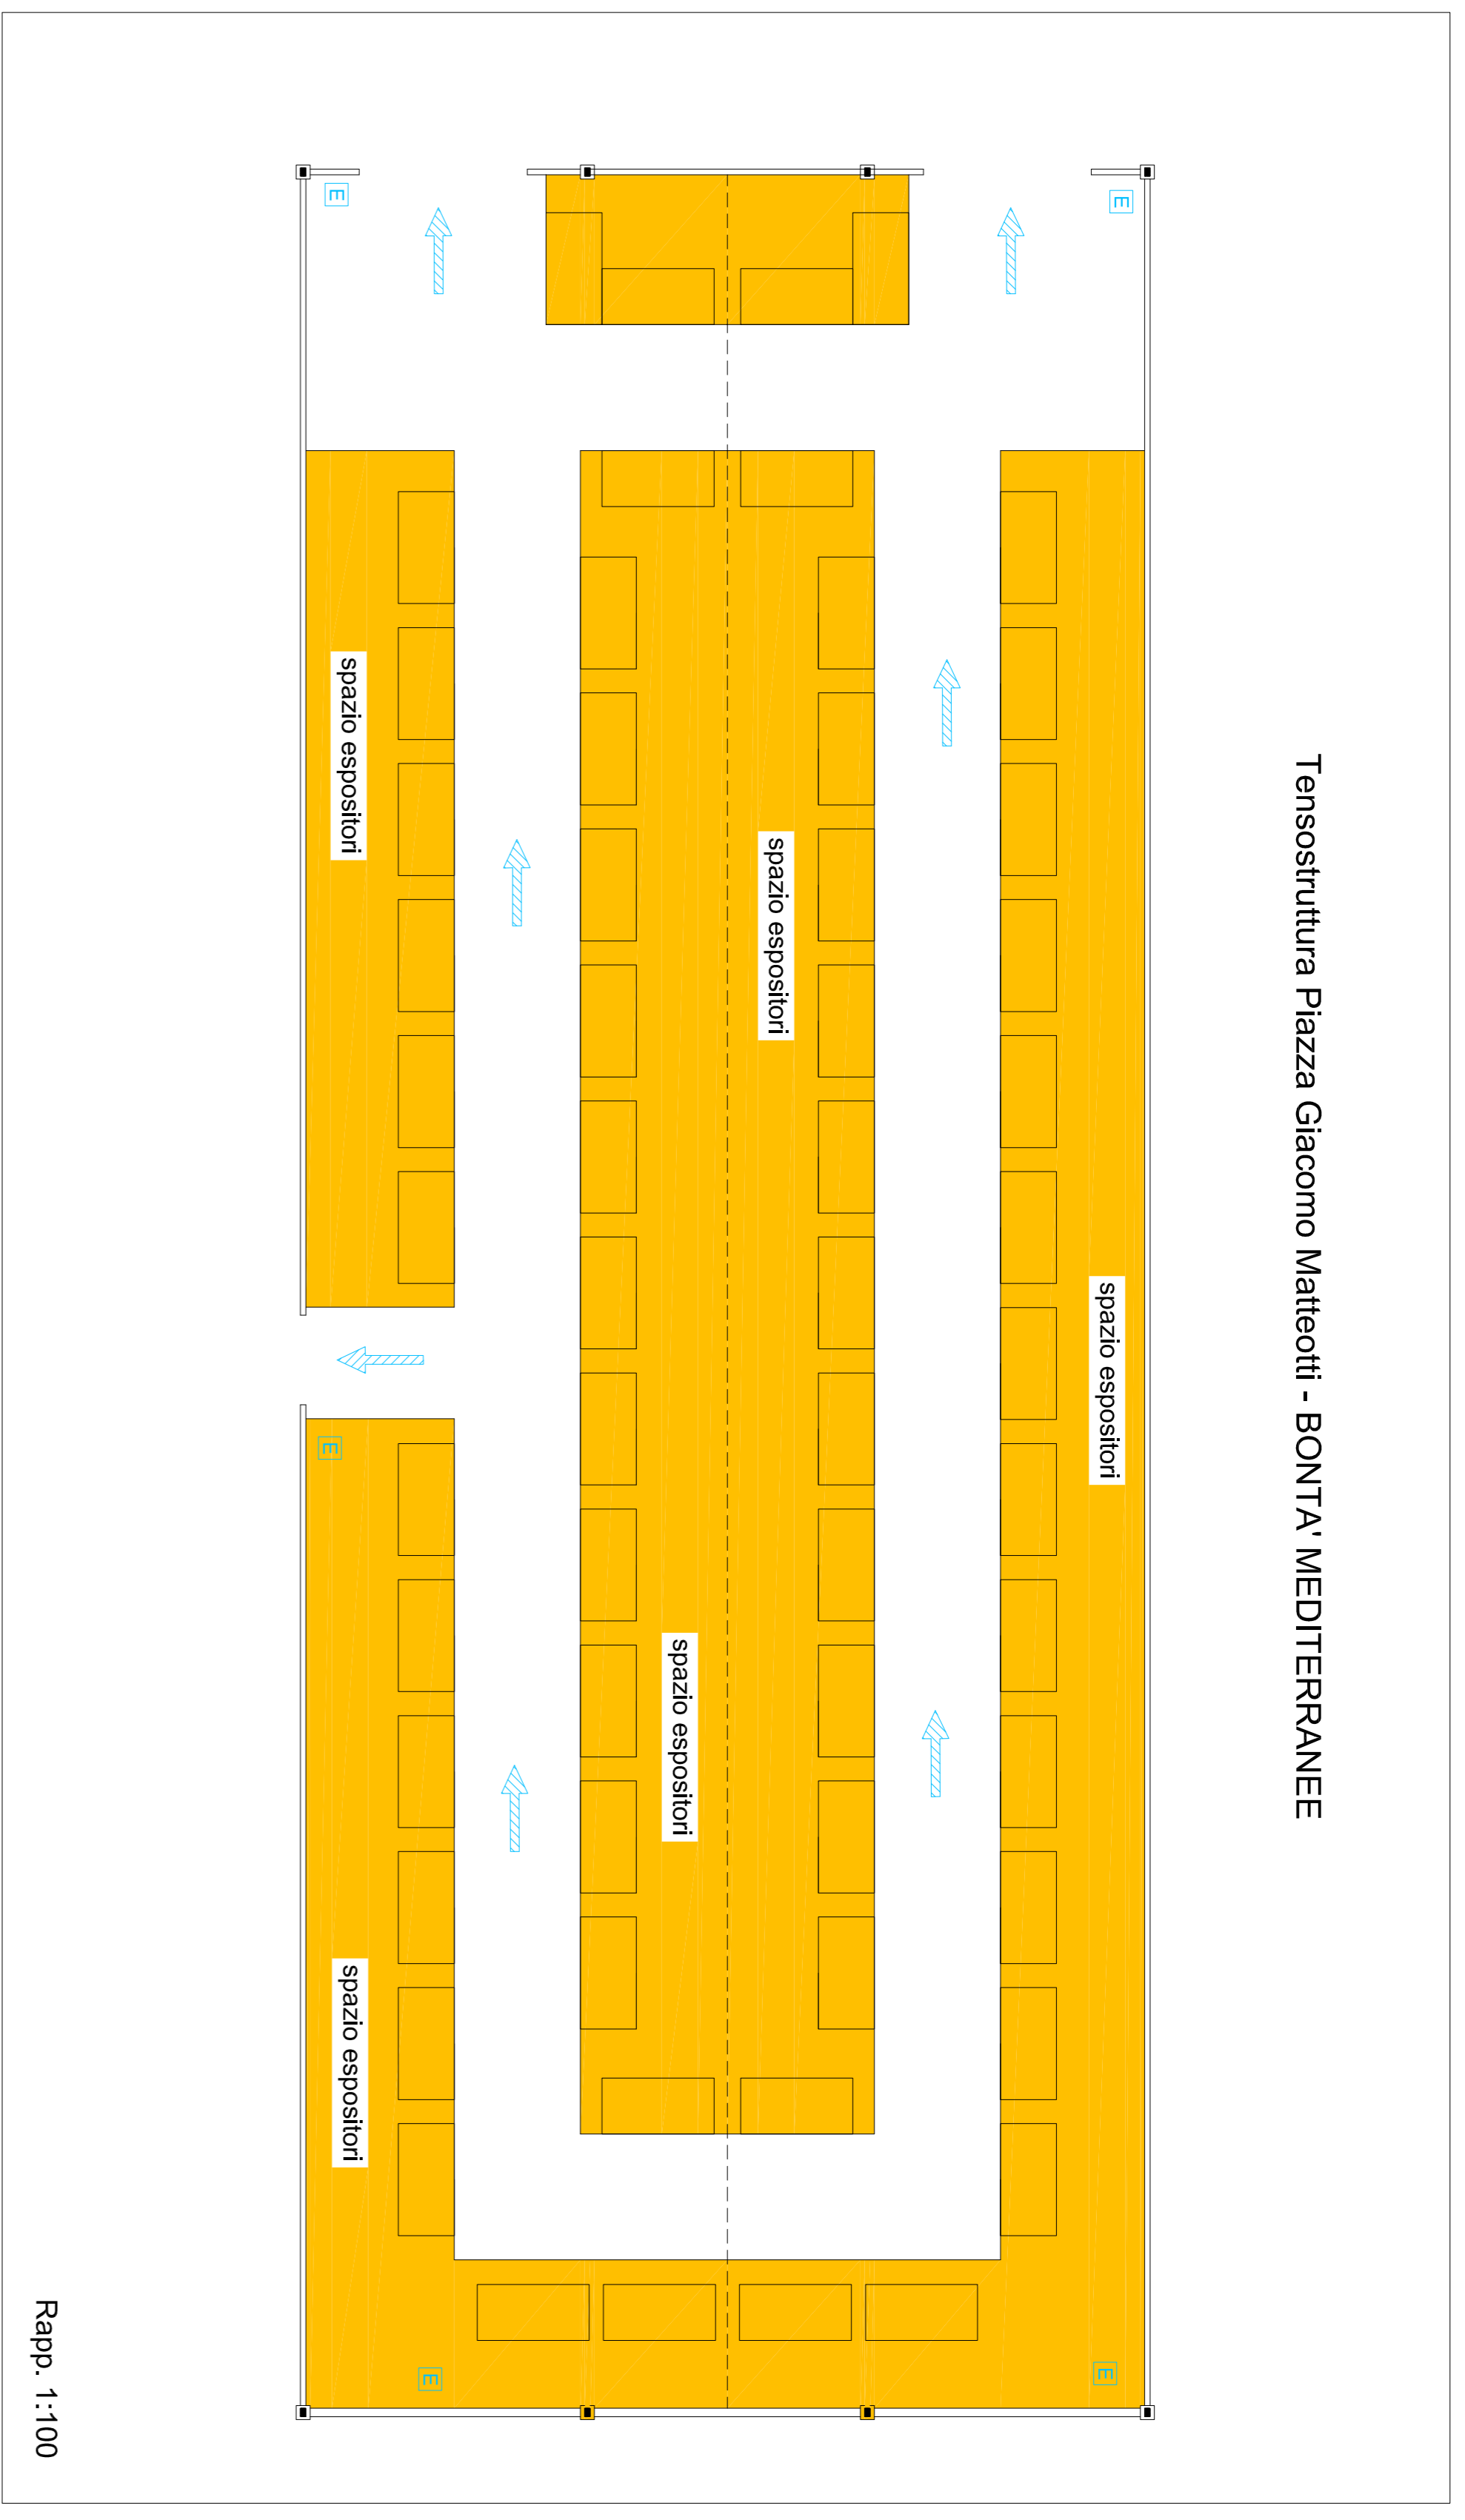 Tensostruttura Piazza Giacomo Matteotti - BONTA' MEDITERRANEE
E
E
spazio espositori
spazio espositori
spazio espositori
spazio espositori
E
spazio espositori
E
E
Rapp. 1:100